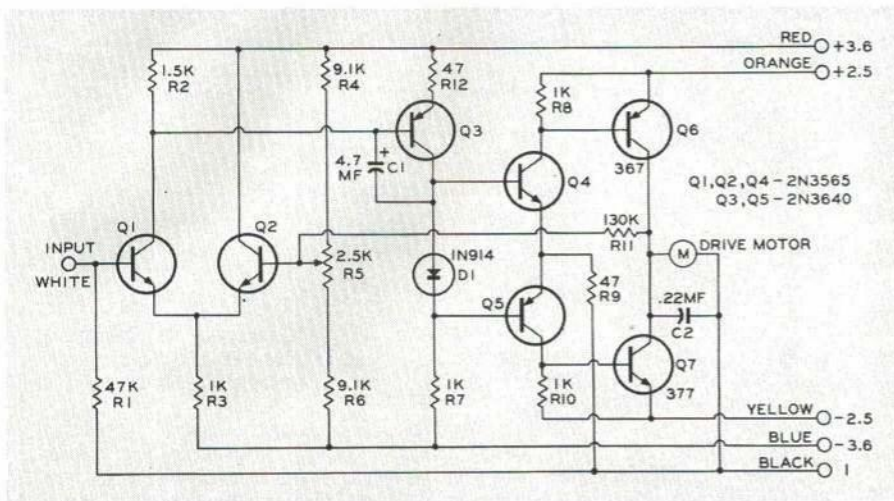 RED
+3.6
ORANGE
+2.5
1.5K
R2
9.1K
R4
47
R12
1K
R8
Q3
Q6
367
4.7
MF
+
C1
Q4
Q1,Q2,Q4-2N3565
Q3,Q5-2N3640
Q1
Q2
130K
R11
INPUT
WHITE
2.5K
R5
IN914
D1
M
DRIVE MOTOR
47
R9
.22MF
C2
Q5
Q7
377
47K
R1
1K
R3
9.1K
R6
1K
R7
1K
R10
YELLOW
-2.5
BLUE
-3.6
BLACK
1